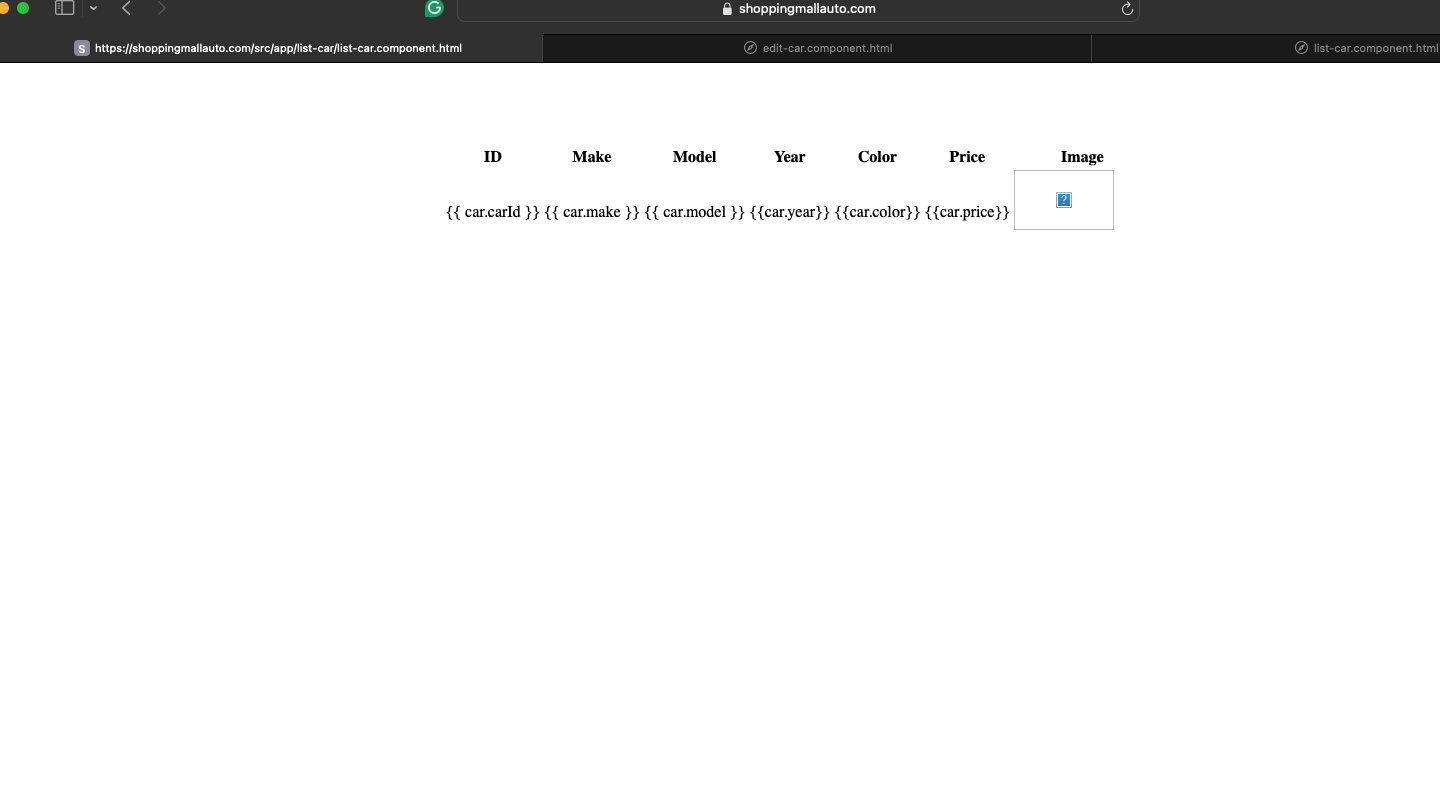 shoppingmallauto.com
S https://shoppingmallauto.com/src/app/list-car/list-car.component.html edit-car.component.html list-car.component.html
ID Make Model Year Color Price Image
{{ car.carId }} {{ car.make }} {{ car.model }} {{car.year}} {{car.color}} {{car.price}}